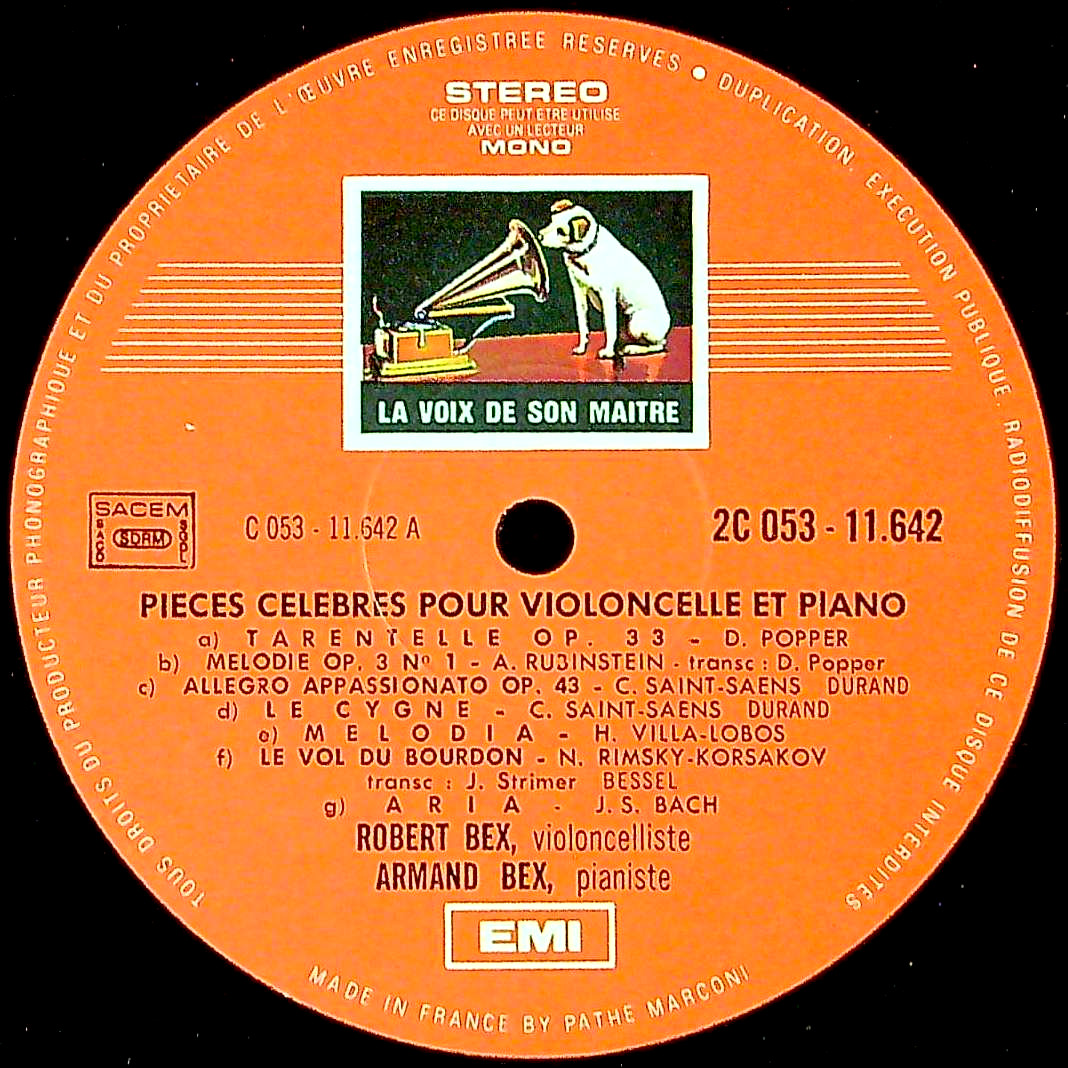 TOUS DROITS DU PRODUCTEUR PHONOGRAPHIQUE ET DU PROPRIETAIRE DE L'ŒUVRE ENREGISTREE RESERVES ● DUPLICATION. EXECUTION PUBLIQUE. RADIODIFFUSION DE CE DISQUE INTERDITES
STEREO
CE DISQUE PEUT ETRE UTILISE
AVEC UN LECTEUR
MONO
LA VOIX DE SON MAITRE
SACEM
SACD SDRM SGDL
C 053 - 11.642 A
2C 053 - 11.642
PIECES CELEBRES POUR VIOLONCELLE ET PIANO
a) TARENTELLE OP. 33 - D. POPPER
b) MELODIE OP. 3 Nº 1 - A. RUBINSTEIN - transc : D. Popper
c) ALLEGRO APPASSIONATO OP. 43 - C. SAINT-SAENS DURAND
d) LE CYGNE - C. SAINT-SAENS DURAND
e) MELODIA - H. VILLA-LOBOS
f) LE VOL DU BOURDON - N. RIMSKY-KORSAKOV
transc : J. Strimer BESSEL
g) ARIA - J.S. BACH
ROBERT BEX, violoncelliste
ARMAND BEX, pianiste
EMI
MADE IN FRANCE BY PATHE MARCONI